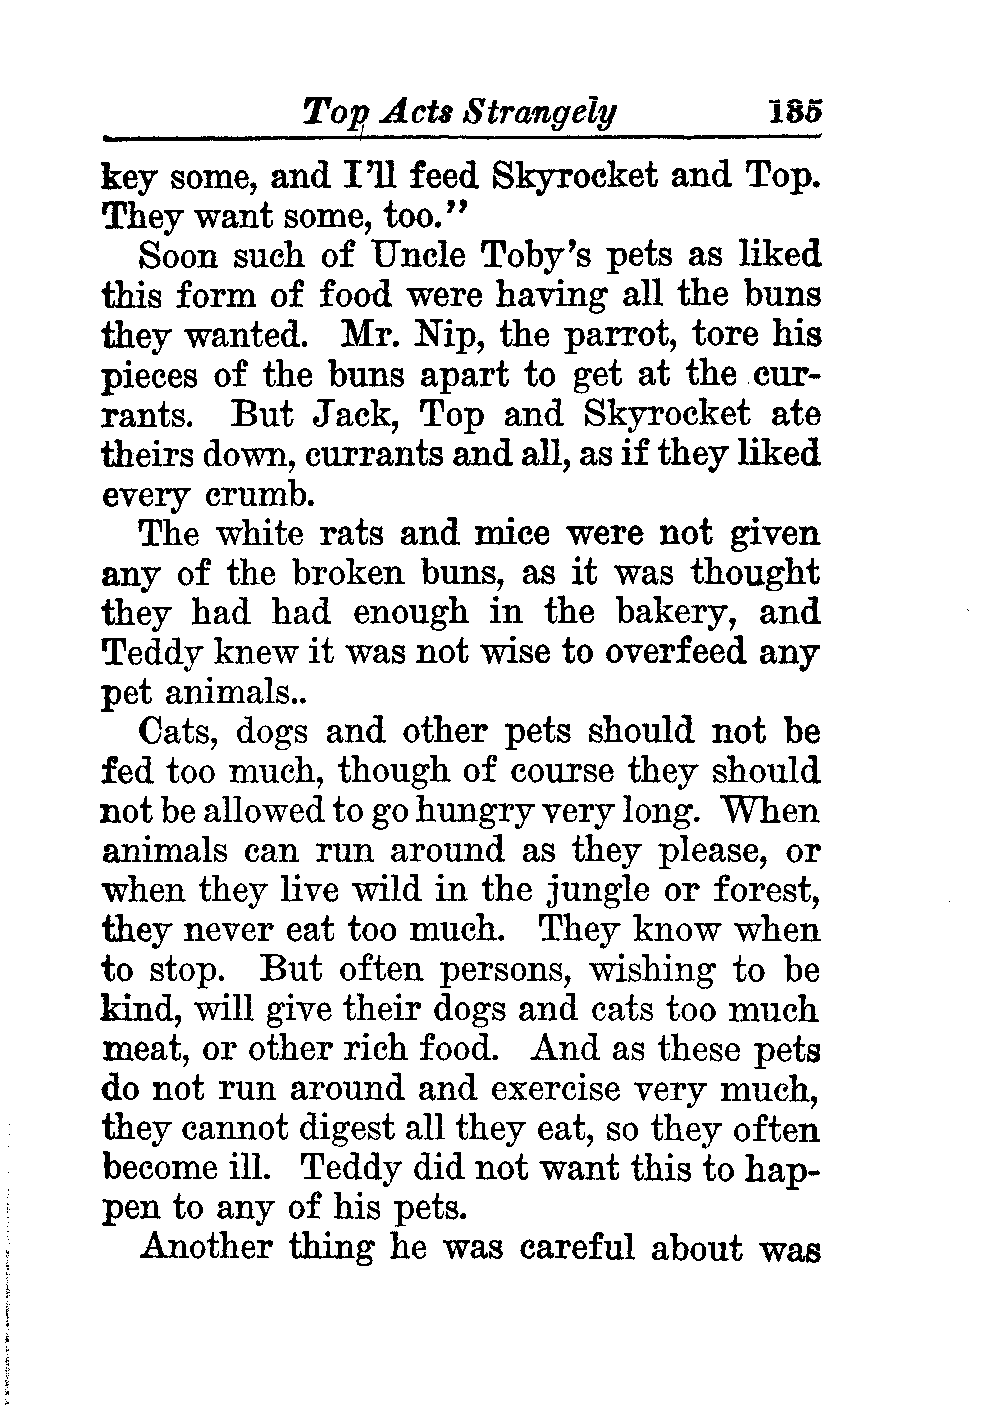 Top Acts Strangely 185
key some, and I'll feed Skyrocket and Top.
They want some, too."
Soon such of Uncle Toby's pets as liked
this form of food were having all the buns
they wanted. Mr. Nip, the parrot, tore his
pieces of the buns apart to get at the cur-
rants. But Jack, Top and Skyrocket ate
theirs down, currants and all, as if they liked
every crumb.
The white rats and mice were not given
any of the broken buns, as it was thought
they had had enough in the bakery, and
Teddy knew it was not wise to overfeed any
pet animals..
Cats, dogs and other pets should not be
fed too much, though of course they should
not be allowed to go hungry very long. When
animals can run around as they please, or
when they live wild in the jungle or forest,
they never eat too much. They know when
to stop. But often persons, wishing to be
kind, will give their dogs and cats too much
meat, or other rich food. And as these pets
do not run around and exercise very much,
they cannot digest all they eat, so they often
become ill. Teddy did not want this to hap-
pen to any of his pets.
Another thing he was careful about was